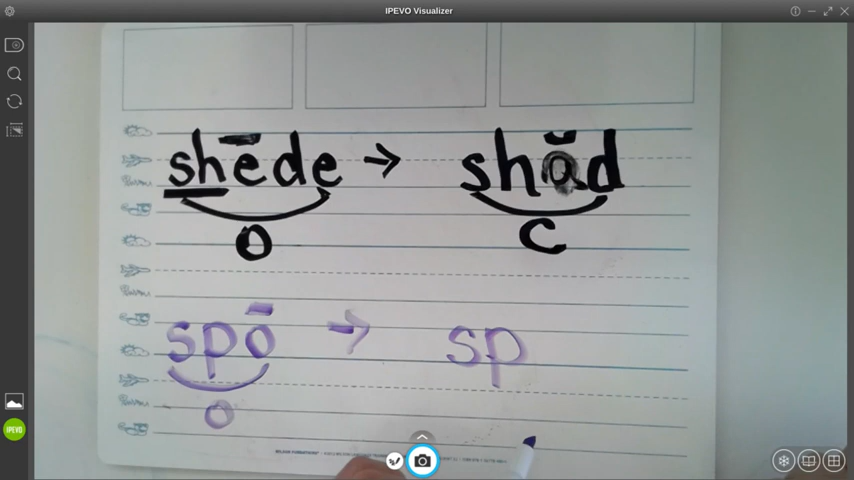 IPEVO Visualizer
shēde → shăd
O C
spō → sp
O
IPEVO